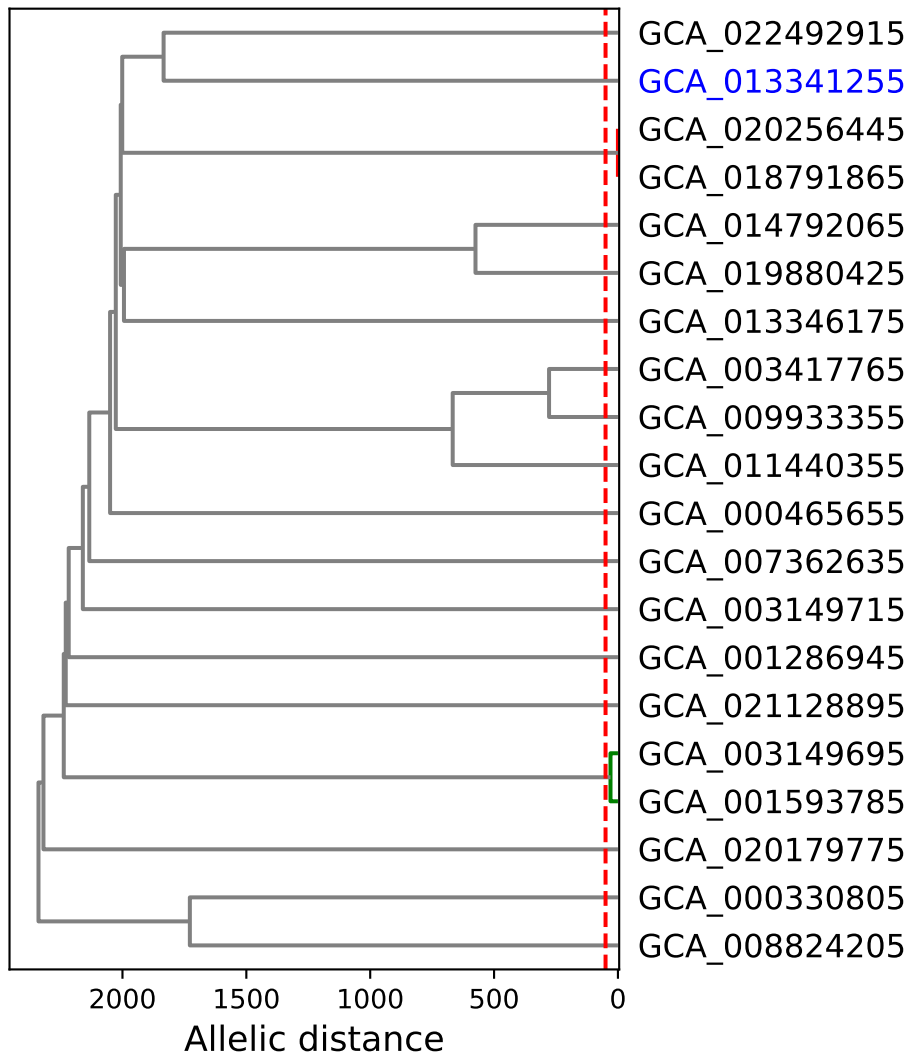 GCA_022492915
GCA_013341255
GCA_020256445
GCA_018791865
GCA_014792065
GCA_019880425
GCA_013346175
GCA_003417765
GCA_009933355
GCA_011440355
GCA_000465655
GCA_007362635
GCA_003149715
GCA_001286945
GCA_021128895
GCA_003149695
GCA_001593785
GCA_020179775
GCA_000330805
GCA_008824205
2000 1500 1000 500 0
Allelic distance